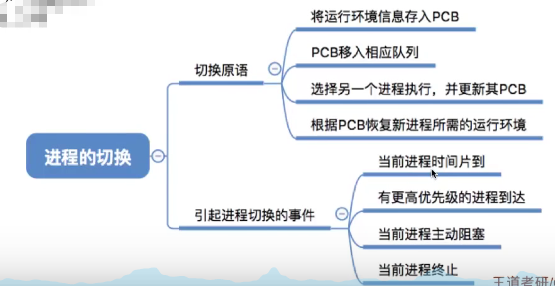 进程的切换
切换原语
将运行环境信息存入PCB
PCB移入相应队列
选择另一个进程执行，并更新其PCB
根据PCB恢复新进程所需的运行环境
引起进程切换的事件
当前进程时间片到
有更高优先级的进程到达
当前进程主动阻塞
当前进程终止
王道考研/